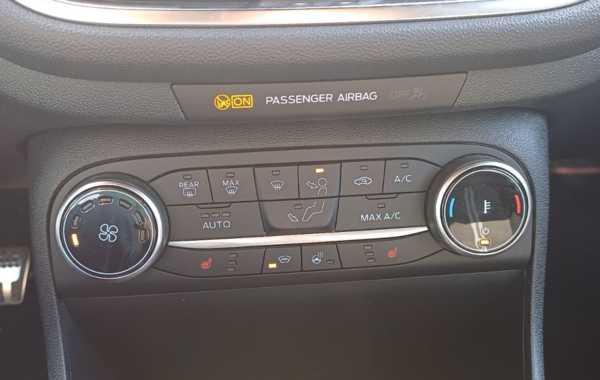 ON PASSENGER AIRBAG OFF
REAR
MAX
A/C
AUTO
MAX A/C